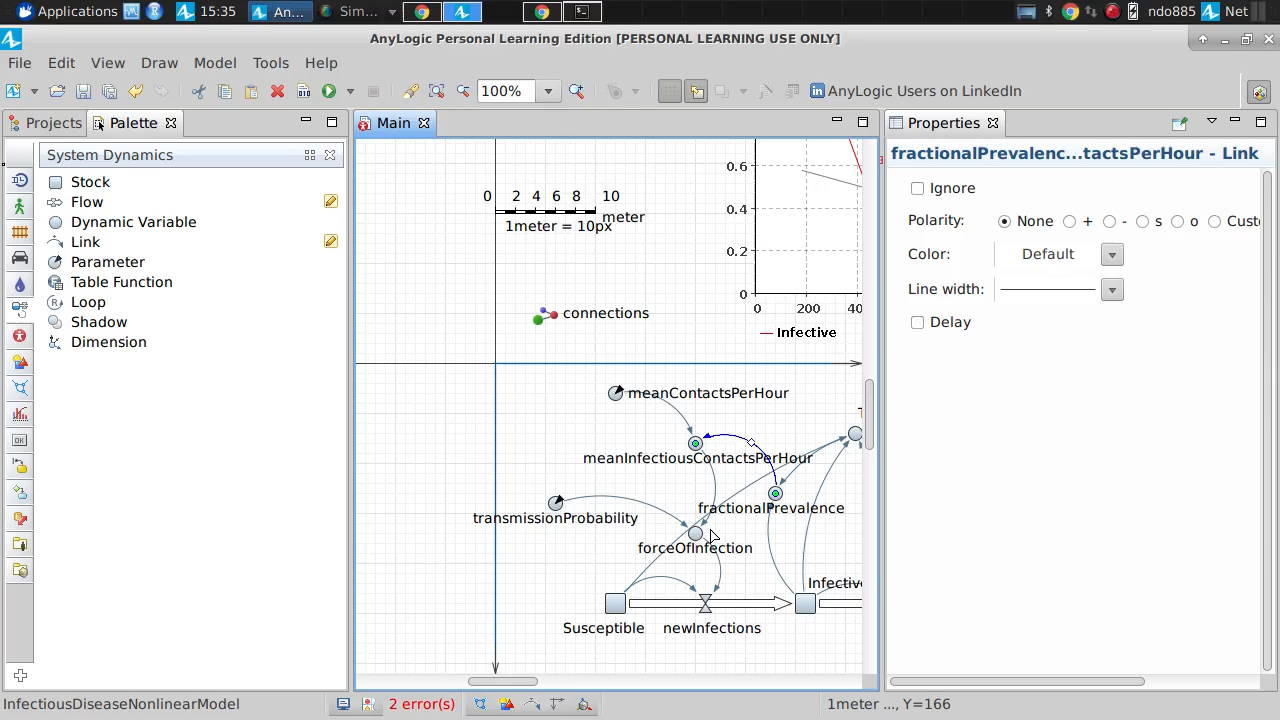 Applications
15:35
An...
Sim...
ndo885
Net
AnyLogic Personal Learning Edition [PERSONAL LEARNING USE ONLY]
File Edit View Draw Model Tools Help
100%
AnyLogic Users on LinkedIn
Projects
Palette
Main
Properties
System Dynamics
Stock
Flow
Dynamic Variable
Link
Parameter
Table Function
Loop
Shadow
Dimension
0 2 4 6 8 10
meter
1meter = 10px
connections
0.6
0.4
0.2
0
0 200 40
Infective
meanContactsPerHour
meanInfectiousContactsPerHour
fractionalPrevalence
transmissionProbability
forceOfInfection
Infective
Susceptible
newInfections
fractionalPrevalenc...tactsPerHour - Link
Ignore
Polarity: None + - s o Custo
Color: Default
Line width:
Delay
InfectiousDiseaseNonlinearModel
2 error(s)
1meter ..., Y=166